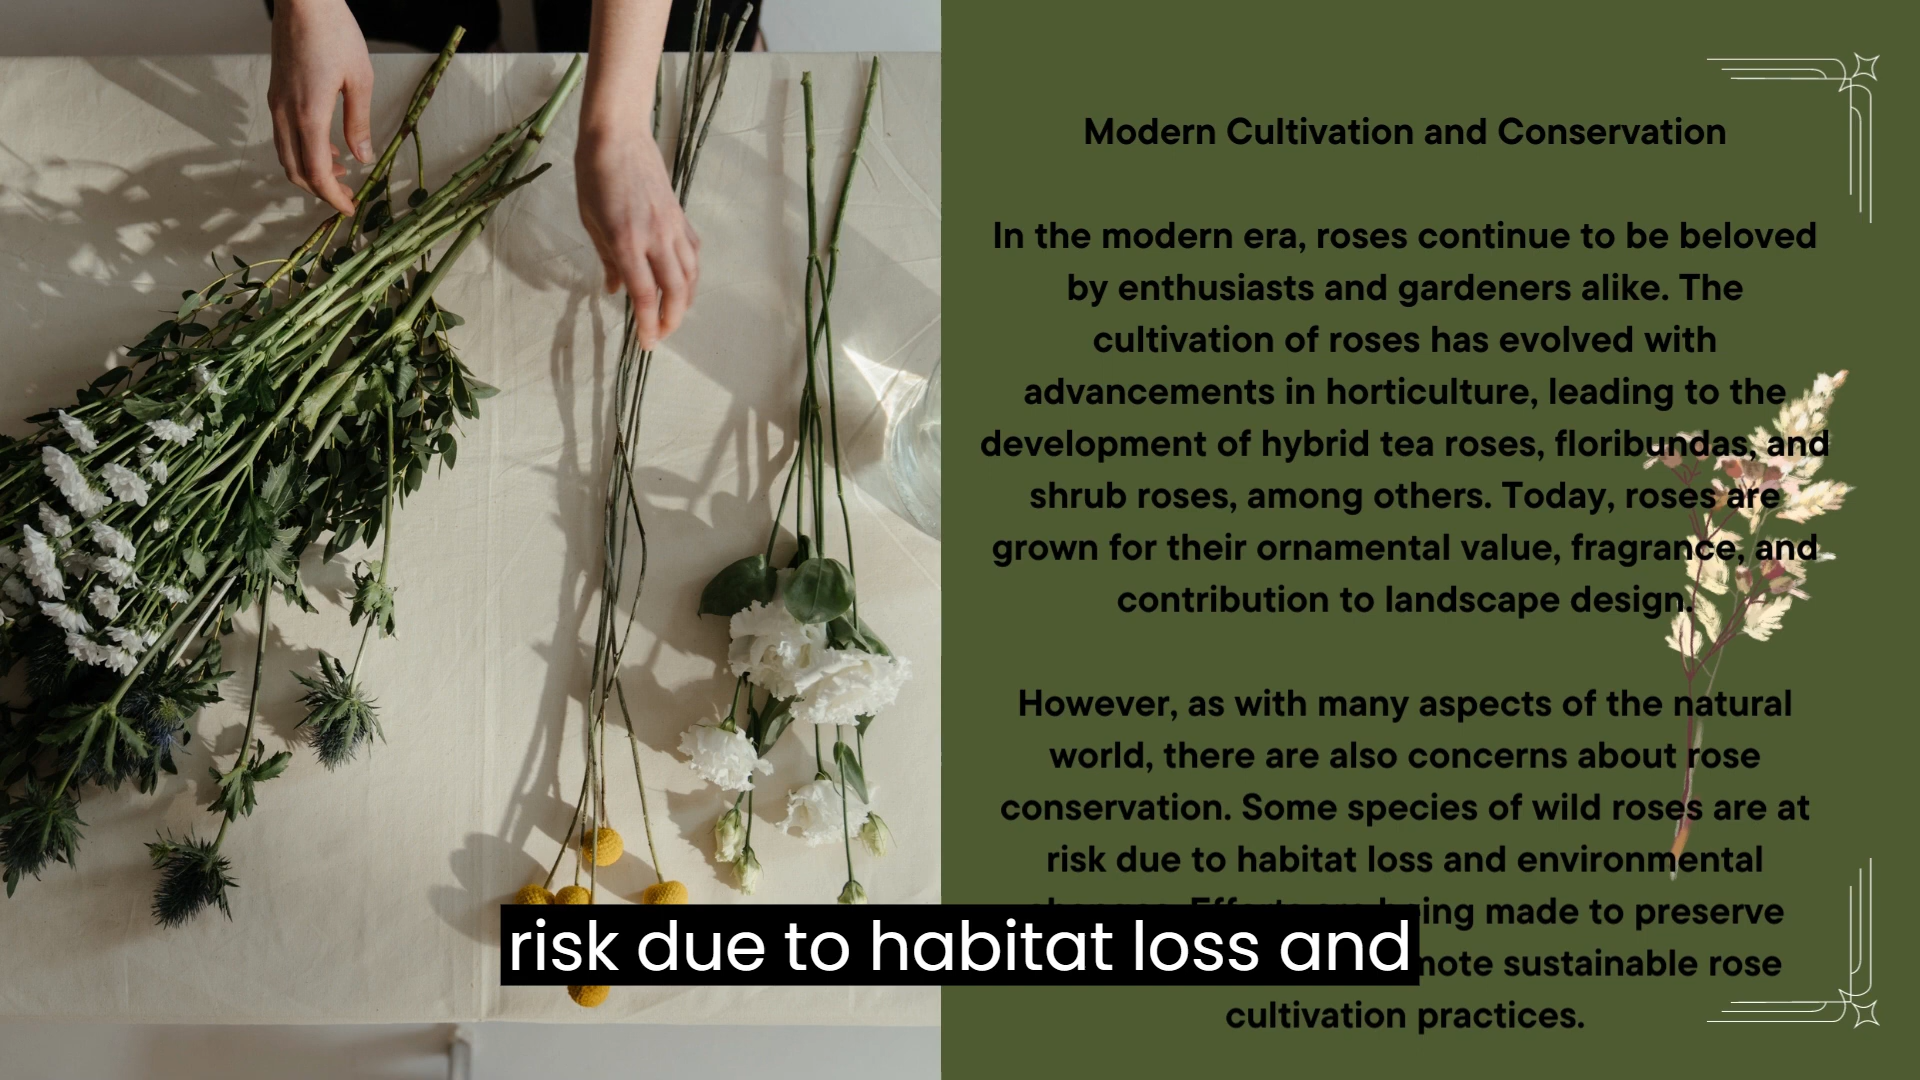 Modern Cultivation and Conservation
In the modern era, roses continue to be beloved
by enthusiasts and gardeners alike. The
cultivation of roses has evolved with
advancements in horticulture, leading to the
development of hybrid tea roses, floribundas, and
shrub roses, among others. Today, roses are
grown for their ornamental value, fragrance, and
contribution to landscape design.
However, as with many aspects of the natural
world, there are also concerns about rose
conservation. Some species of wild roses are at
risk due to habitat loss and environmental
made to preserve
sustainable rose
cultivation practices.
risk due to habitat loss and